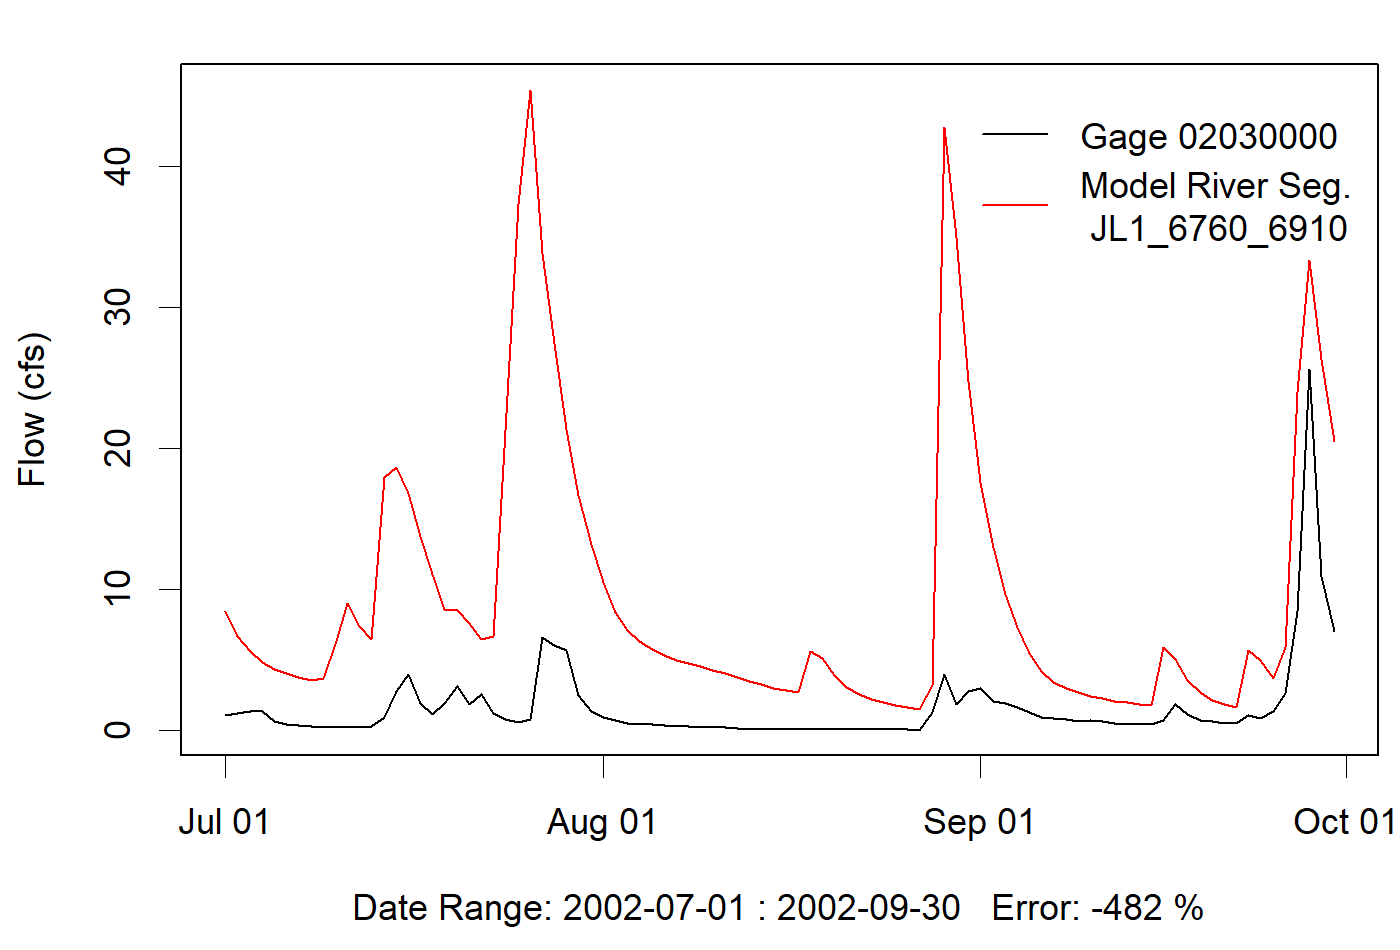 Gage 02030000
Model River Seg.
JL1_6760_6910
Flow (cfs)
40
30
20
10
0
Jul 01 Aug 01 Sep 01 Oct 01
Date Range: 2002-07-01 : 2002-09-30 Error: -482 %